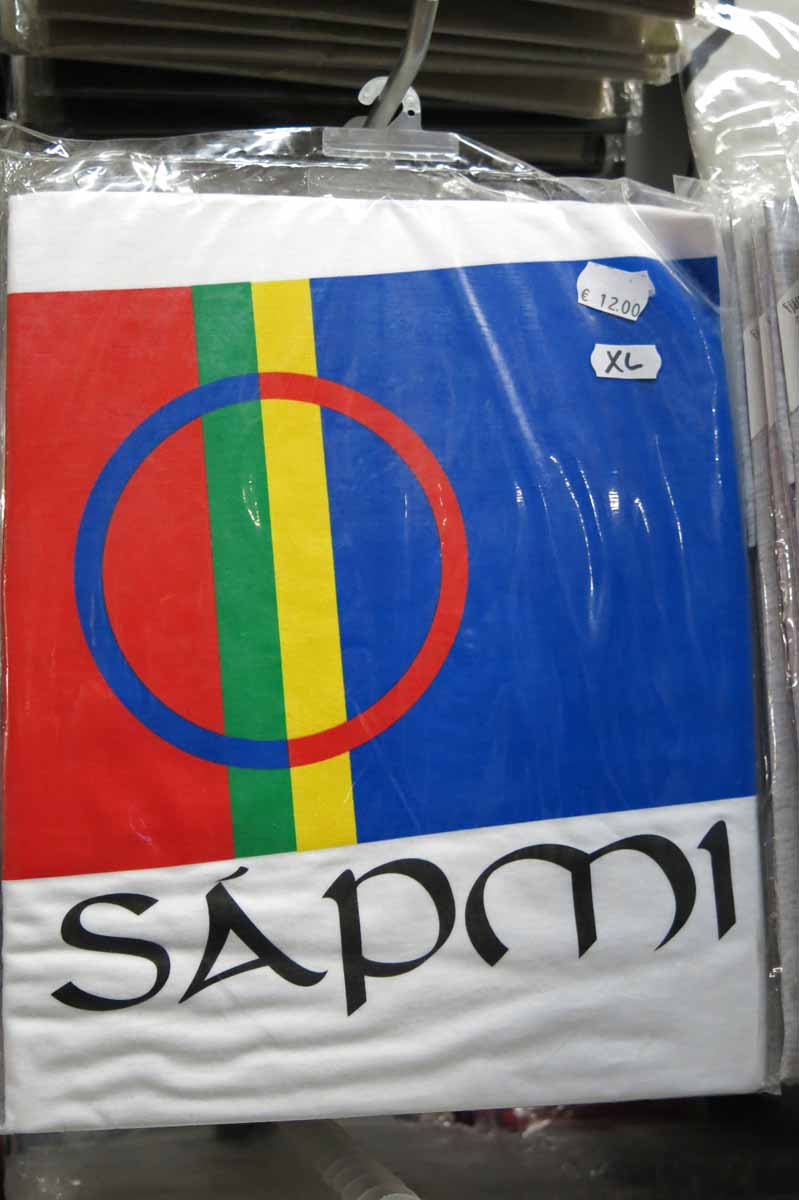 € 12.00
XL
SÁPMI